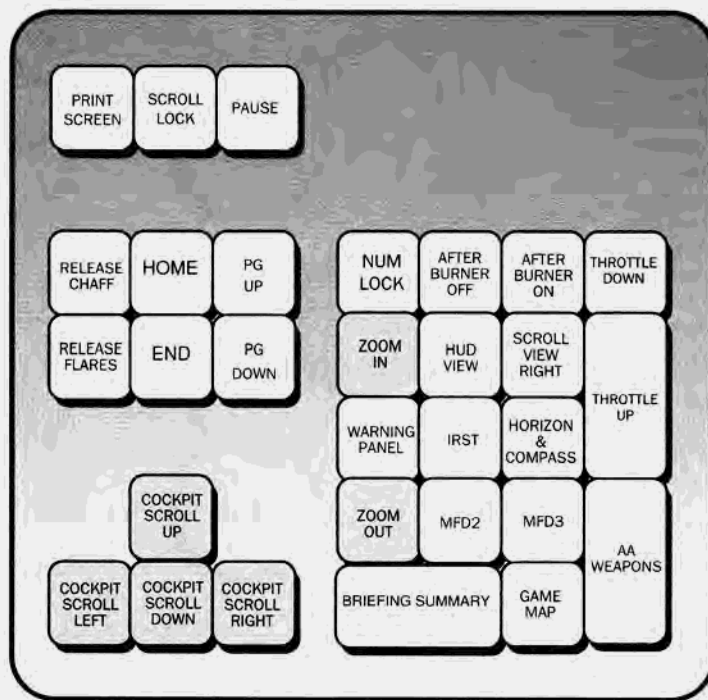 PRINT
SCREEN
SCROLL
LOCK
PAUSE
RELEASE
CHAFF
HOME
PG
UP
RELEASE
FLARES
END
PG
DOWN
COCKPIT
SCROLL
UP
COCKPIT
SCROLL
LEFT
COCKPIT
SCROLL
DOWN
COCKPIT
SCROLL
RIGHT
NUM
LOCK
AFTER
BURNER
OFF
AFTER
BURNER
ON
THROTTLE
DOWN
ZOOM
IN
HUD
VIEW
SCROLL
VIEW
RIGHT
THROTTLE
UP
WARNING
PANEL
IRST
HORIZON
&
COMPASS
ZOOM
OUT
MFD2
MFD3
AA
WEAPONS
BRIEFING SUMMARY
GAME
MAP